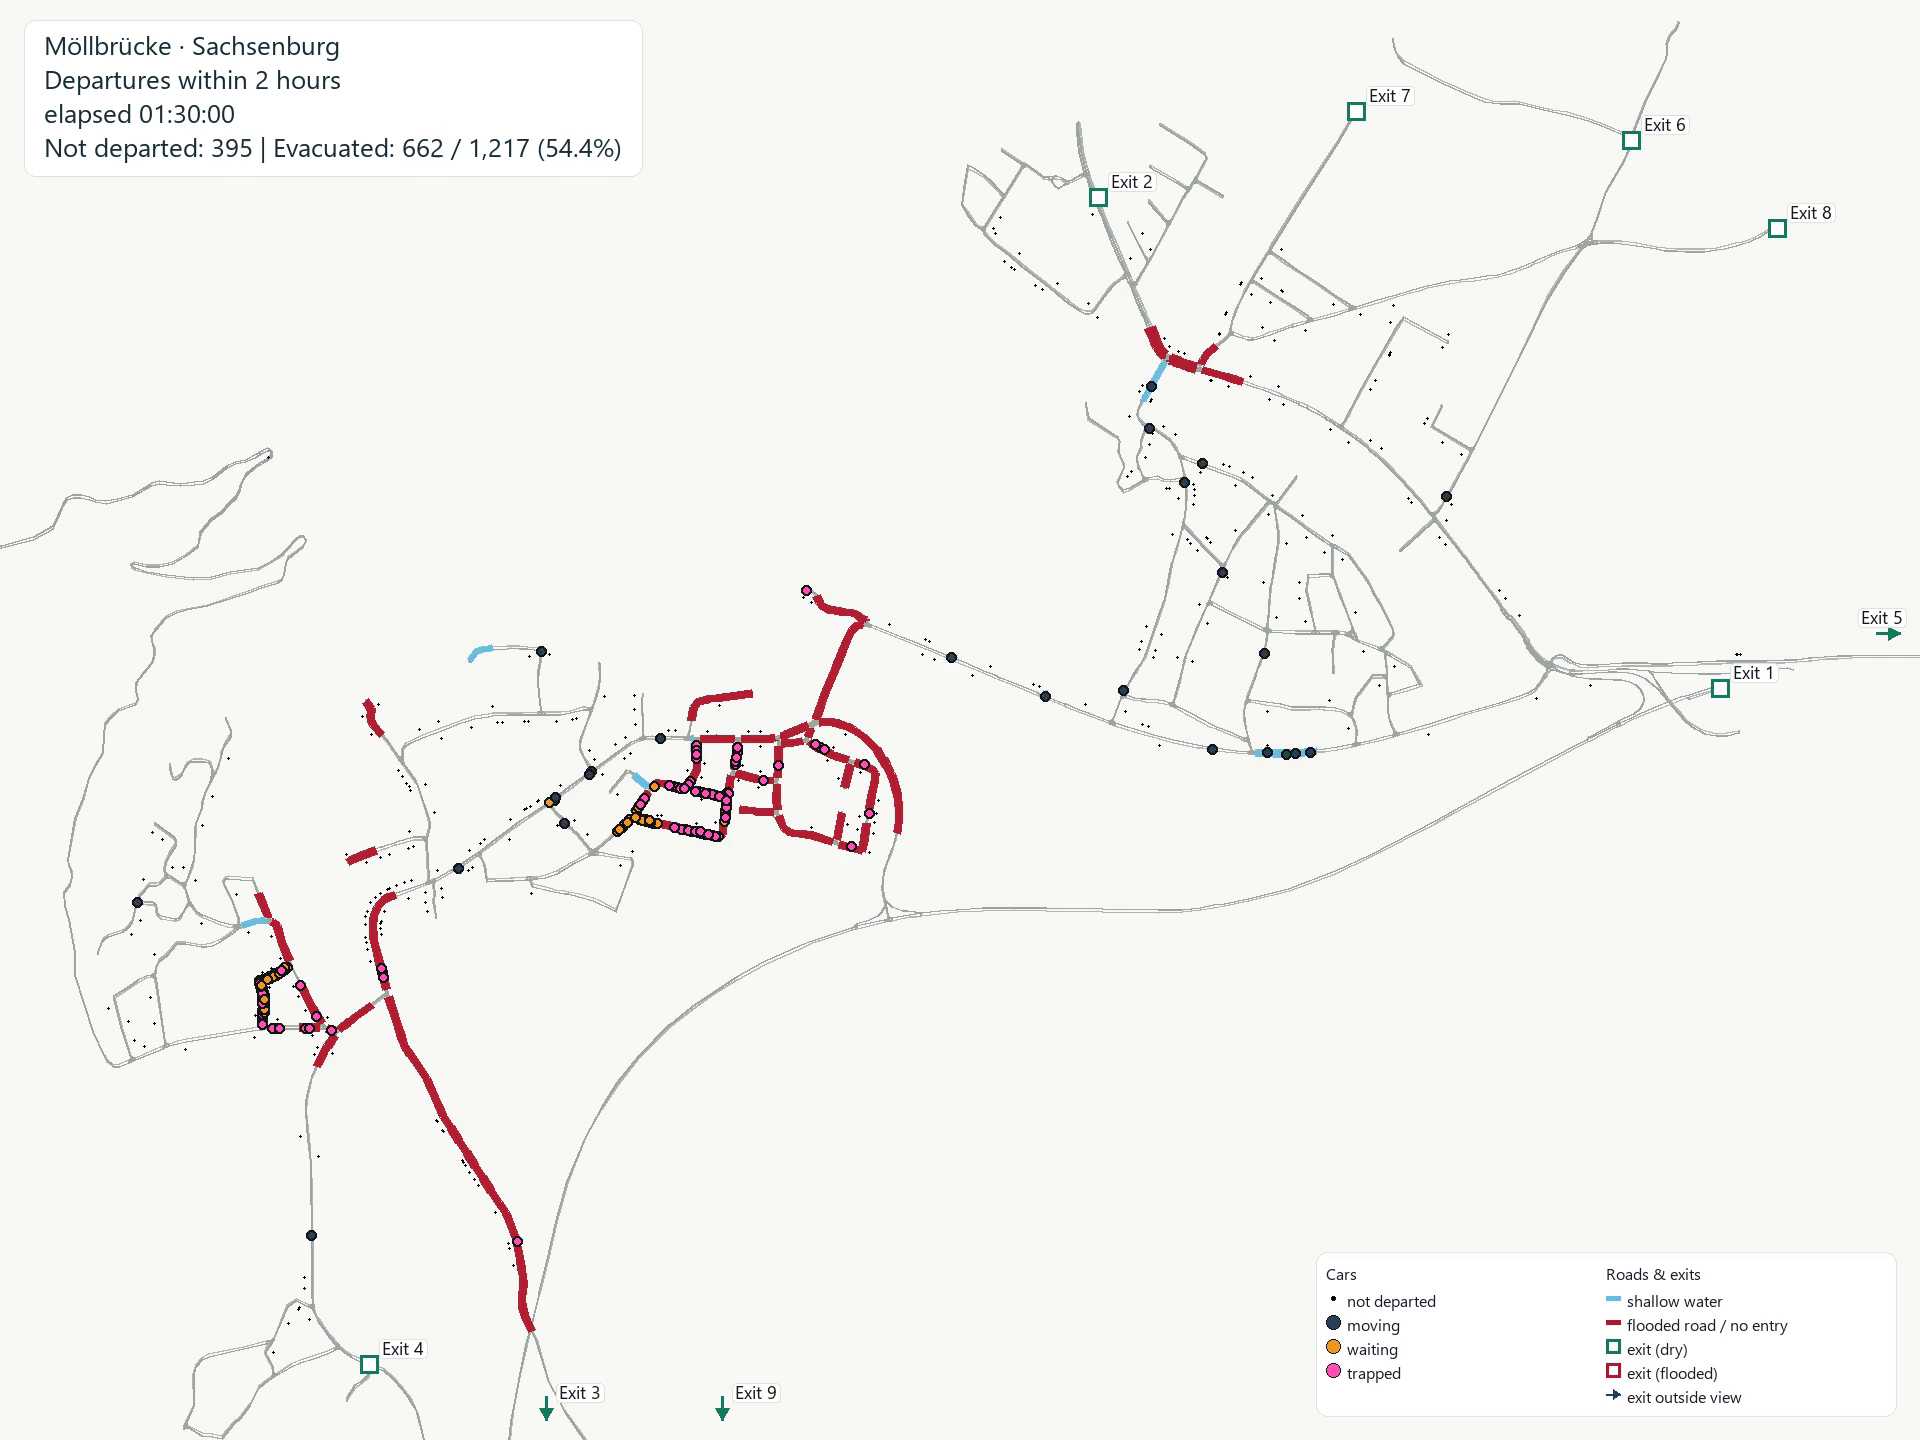 Möllbrücke · Sachsenburg
Departures within 2 hours
elapsed 01:30:00
Not departed: 395 | Evacuated: 662 / 1,217 (54.4%)
Exit 7
Exit 6
Exit 2
Exit 8
Exit 5
Exit 1
Exit 4
Exit 3
Exit 9
Cars
not departed
moving
waiting
trapped
Roads & exits
shallow water
flooded road / no entry
exit (dry)
exit (flooded)
exit outside view